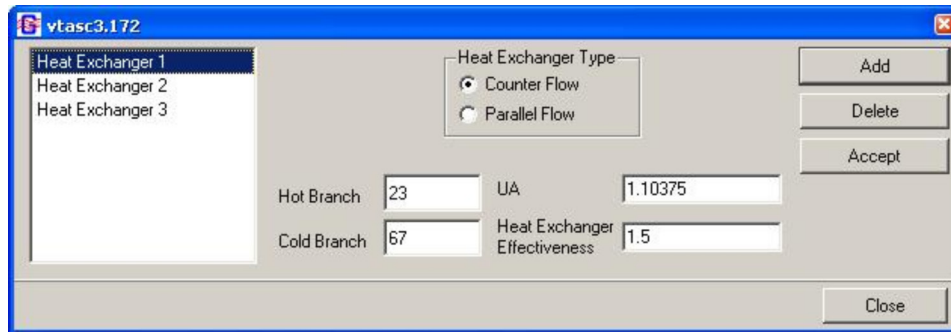 vtasc3.172
Heat Exchanger 1
Heat Exchanger 2
Heat Exchanger 3
Heat Exchanger Type
Counter Flow
Parallel Flow
Add
Delete
Accept
Hot Branch 23 UA 1.10375
Cold Branch 67 Heat Exchanger
Effectiveness 1.5
Close